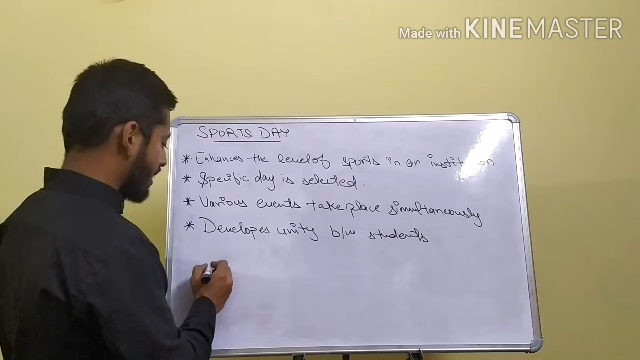 Made with KINEMASTER
SPORTS DAY
* Enhances the level of sports in an institution.
* Specific day is selected.
* Various events take place simultaneously
* Developes unity b/w students